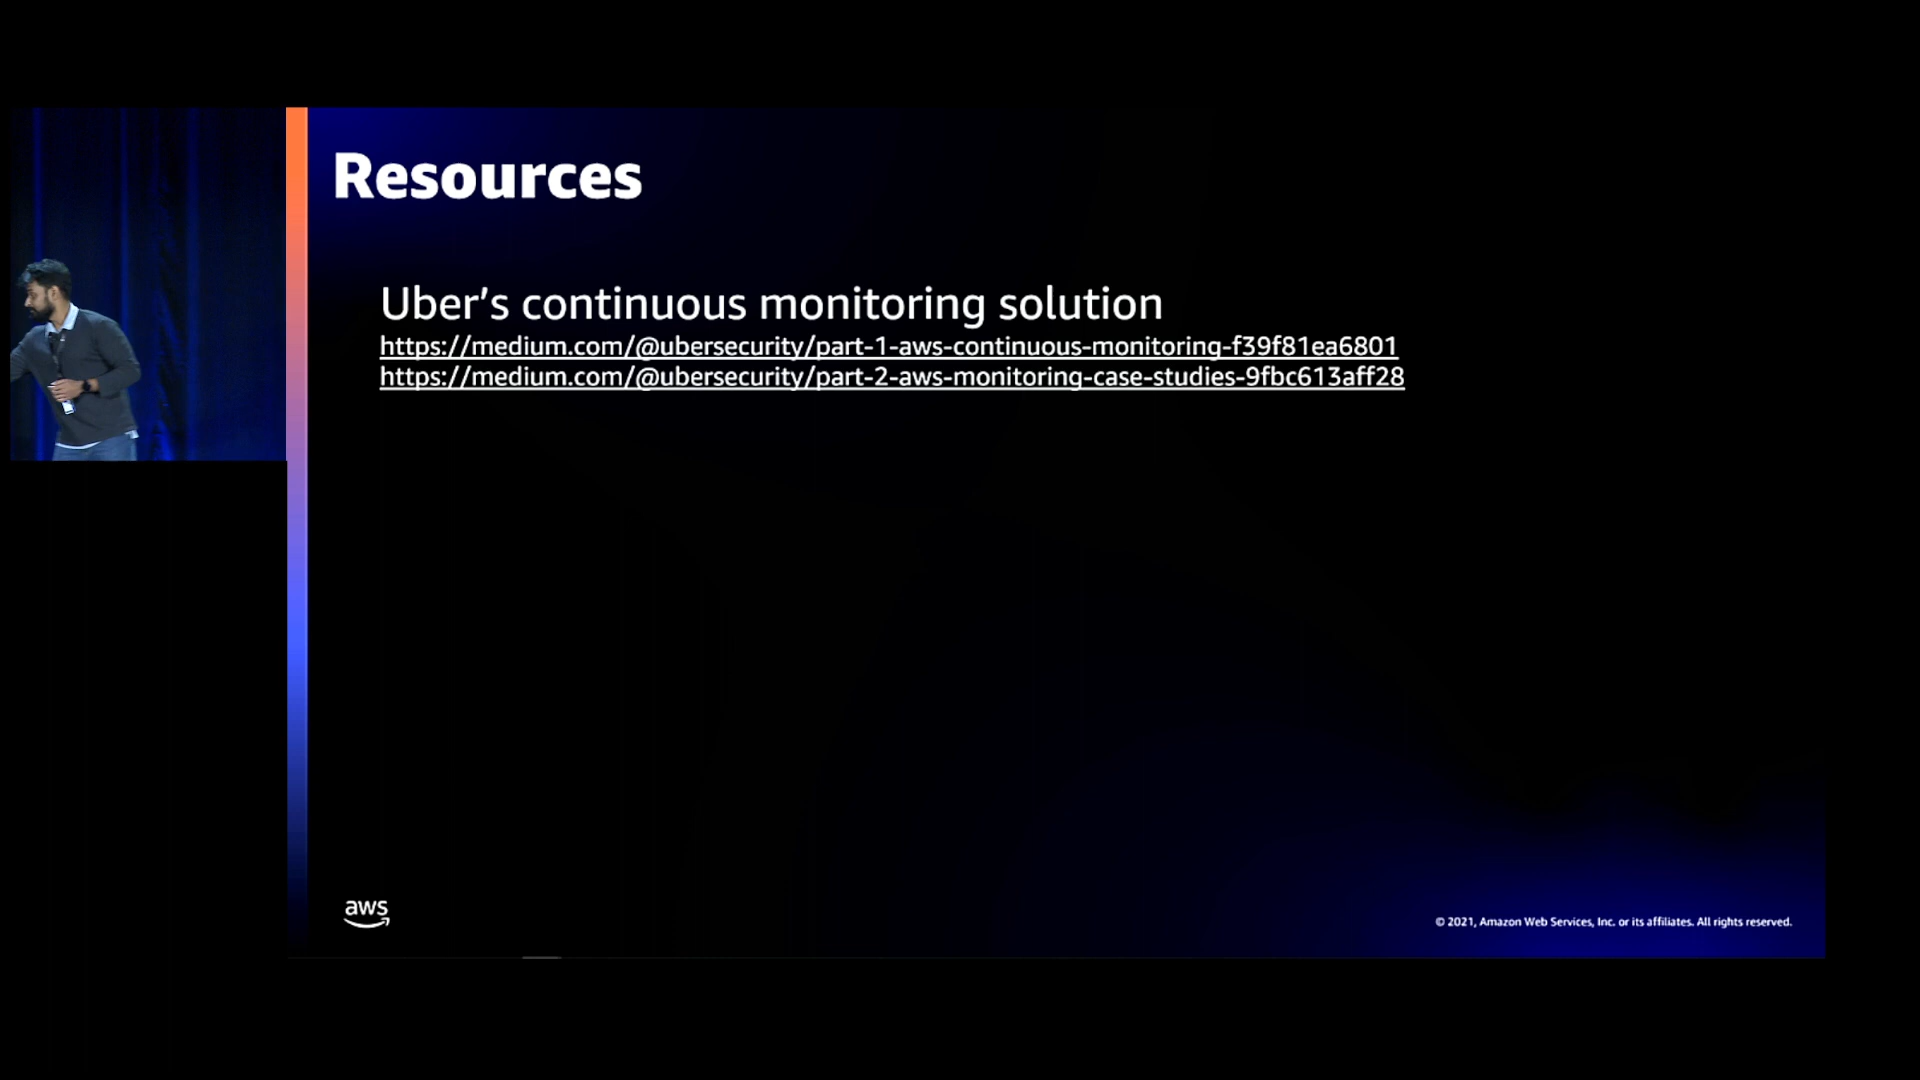 Resources
Uber's continuous monitoring solution
https://medium.com/@ubersecurity/part-1-aws-continuous-monitoring-f39f81ea6801
https://medium.com/@ubersecurity/part-2-aws-monitoring-case-studies-9fbc613aff28
aws
© 2021, Amazon Web Services, Inc. or its affiliates. All rights reserved.